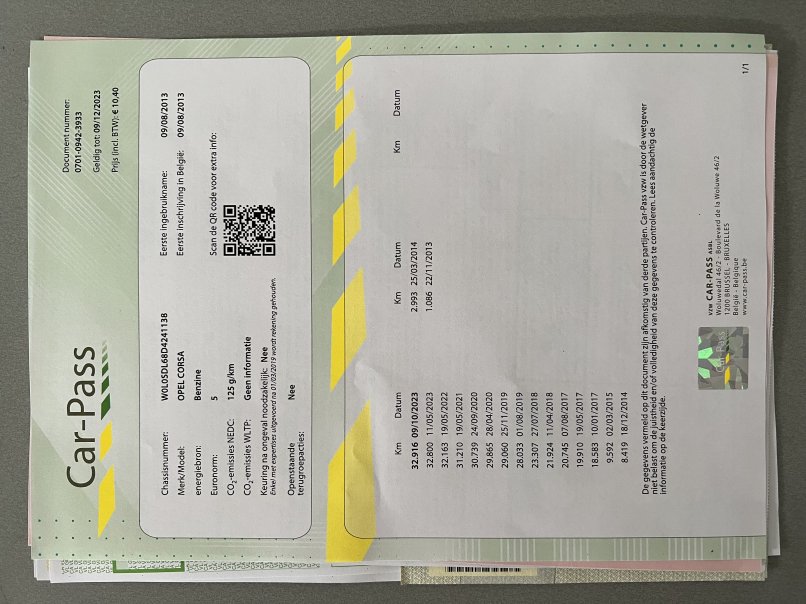 Car-Pass
Document nummer:
0701-0942-3933
Geldig tot: 09/12/2023
Prijs (incl. BTW): € 10,40
Chassisnummer: W0L0SDL68D4241138
Merk/Model: OPEL CORSA
energiebron: Benzine
Euronorm: 5
CO2-emissies NEDC: 125 g/km
CO2-emissies WLTP: Geen informatie
Keuring na ongeval noodzakelijk: Nee
Enkel met expertises uitgevoerd na 01/03/2019 wordt rekening gehouden.
Openstaande
terugroepacties: Nee
Eerste ingebruikname: 09/08/2013
Eerste inschrijving in België: 09/08/2013
Scan de QR code voor extra info:
Km Datum Km Datum Km Datum
32.916 09/10/2023 2.993 25/03/2014
32.800 11/05/2023 1.086 22/11/2013
32.163 19/05/2022
31.210 19/05/2021
30.739 24/09/2020
29.865 28/04/2020
29.060 25/11/2019
28.033 01/08/2019
23.307 27/07/2018
21.924 11/04/2018
20.745 07/08/2017
19.910 19/05/2017
18.583 10/01/2017
9.592 02/03/2015
8.419 18/12/2014
De gegevens vermeld op dit document zijn afkomstig van derde partijen. Car-Pass vzw is door de wetgever
niet belast om de juistheid en/of volledigheid van deze gegevens te controleren. Lees aandachtig de
informatie op de keerzijde.
Car-Pass
vzw CAR-PASS ASBL
Woluwedal 46/2 - Boulevard de la Woluwe 46/2
1200 BRUSSEL - BRUXELLES
België - Belgique
www.car-pass.be
1/1